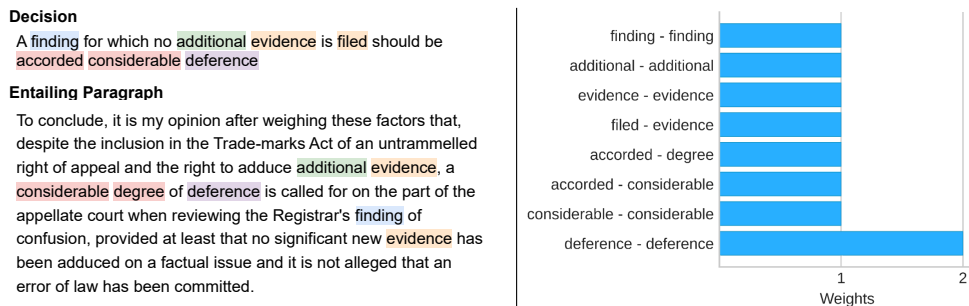 Decision
A finding for which no additional evidence is filed should be
accorded considerable deference
Entailing Paragraph
To conclude, it is my opinion after weighing these factors that,
despite the inclusion in the Trade-marks Act of an untrammelled
right of appeal and the right to adduce additional evidence, a
considerable degree of deference is called for on the part of the
appellate court when reviewing the Registrar's finding of
confusion, provided at least that no significant new evidence has
been adduced on a factual issue and it is not alleged that an
error of law has been committed.
finding - finding
additional - additional
evidence - evidence
filed - evidence
accorded - degree
accorded - considerable
considerable - considerable
deference - deference
1 2
Weights